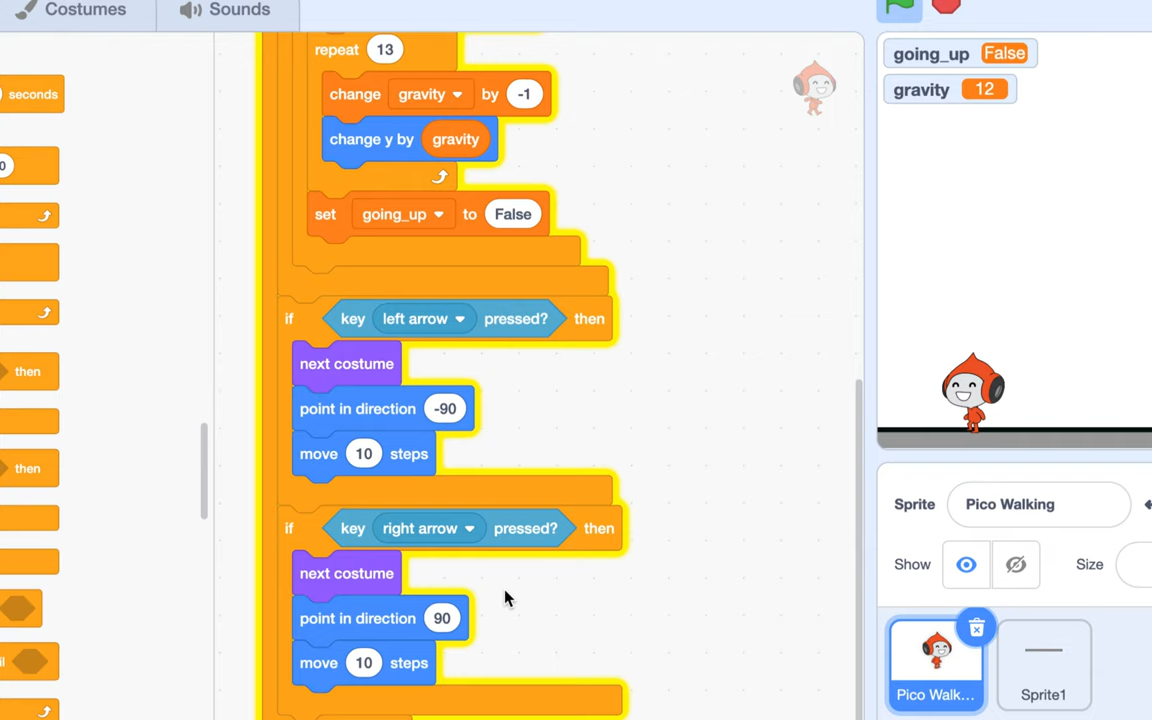 Costumes
Sounds
seconds
0
then
then
il
repeat 13
change gravity by -1
change y by gravity
set going_up to False
if key left arrow pressed? then
next costume
point in direction -90
move 10 steps
if key right arrow pressed? then
next costume
point in direction 90
move 10 steps
going_up False
gravity 12
Sprite Pico Walking
Show Size
Pico Walk...
Sprite1